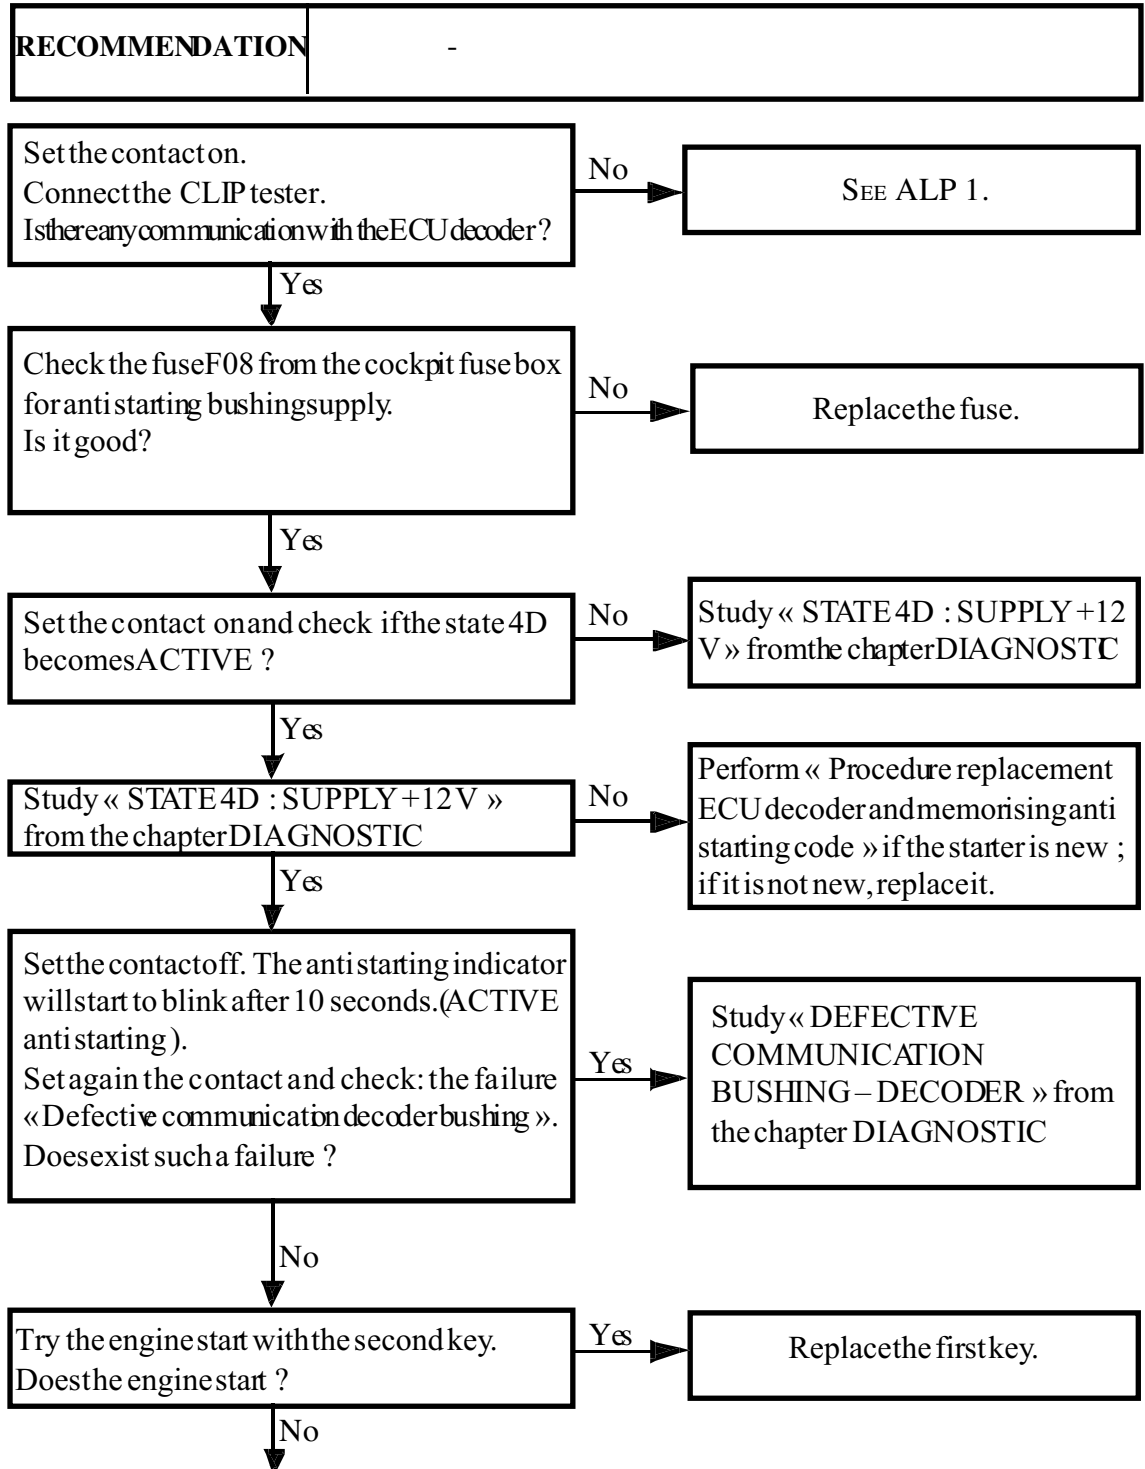 RECOMMENDATION -
Set the contact on.
Connect the CLIP tester.
Is there any communication with the ECU decoder ?
No
SEE ALP 1.
Yes
Check the fuse F08 from the cockpit fuse box
for anti starting bushing supply.
Is it good?
No
Replace the fuse.
Yes
Set the contact on and check if the state 4D
becomes ACTIVE ?
No
Study « STATE 4D : SUPPLY +12
V » from the chapter DIAGNOSTIC
Yes
Study « STATE 4D : SUPPLY +12 V »
from the chapter DIAGNOSTIC
No
Perform « Procedure replacement
ECU decoder and memorising anti
starting code » if the starter is new ;
if it is not new, replace it.
Yes
Set the contact off. The anti starting indicator
will start to blink after 10 seconds.(ACTIVE
anti starting ).
Set again the contact and check: the failure
« Defective communication decoder bushing ».
Does exist such a failure ?
Yes
Study « DEFECTIVE
COMMUNICATION
BUSHING – DECODER » from
the chapter DIAGNOSTIC
No
Try the engine start with the second key.
Does the engine start ?
Yes
Replace the first key.
No